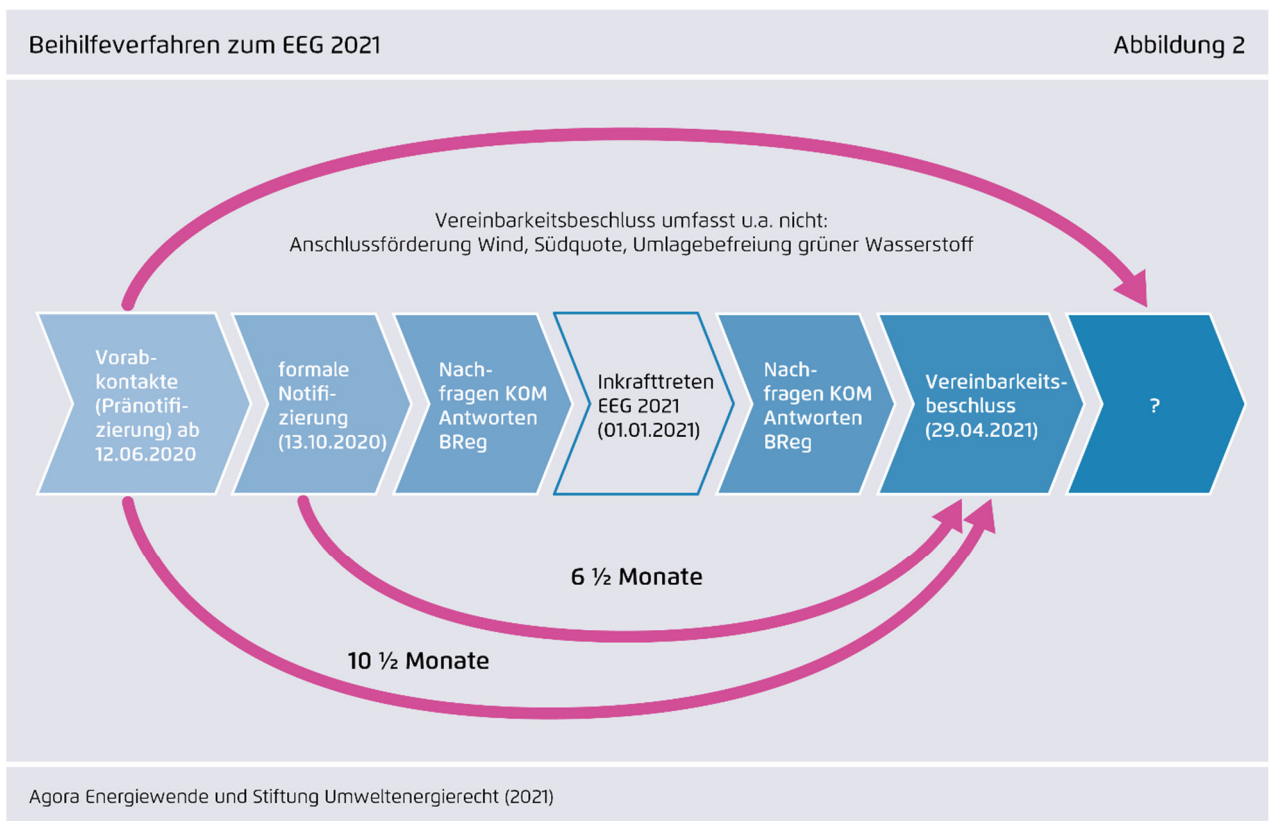 Beihilfeverfahren zum EEG 2021
Abbildung 2
Vereinbarkeitsbeschluss umfasst u.a. nicht:
Anschlussförderung Wind, Südquote, Umlagebefreiung grüner Wasserstoff
Vorab-
kontakte
(Pränotifi-
zierung) ab
12.06.2020
formale
Notifi-
zierung
(13.10.2020)
Nach-
fragen KOM
Antworten
BReg
Inkrafttreten
EEG 2021
(01.01.2021)
Nach-
fragen KOM
Antworten
BReg
Vereinbarkeits-
beschluss
(29.04.2021)
?
6 ½ Monate
10 ½ Monate
Agora Energiewende und Stiftung Umweltenergierecht (2021)